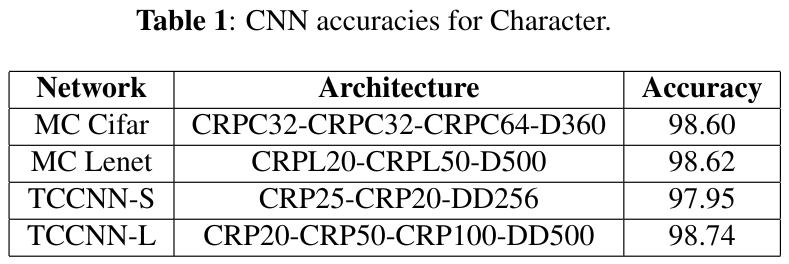 Table 1: CNN accuracies for Character.
Network Architecture Accuracy
MC Cifar CRPC32-CRPC32-CRPC64-D360 98.60
MC Lenet CRPL20-CRPL50-D500 98.62
TCCNN-S CRP25-CRP20-DD256 97.95
TCCNN-L CRP20-CRP50-CRP100-DD500 98.74